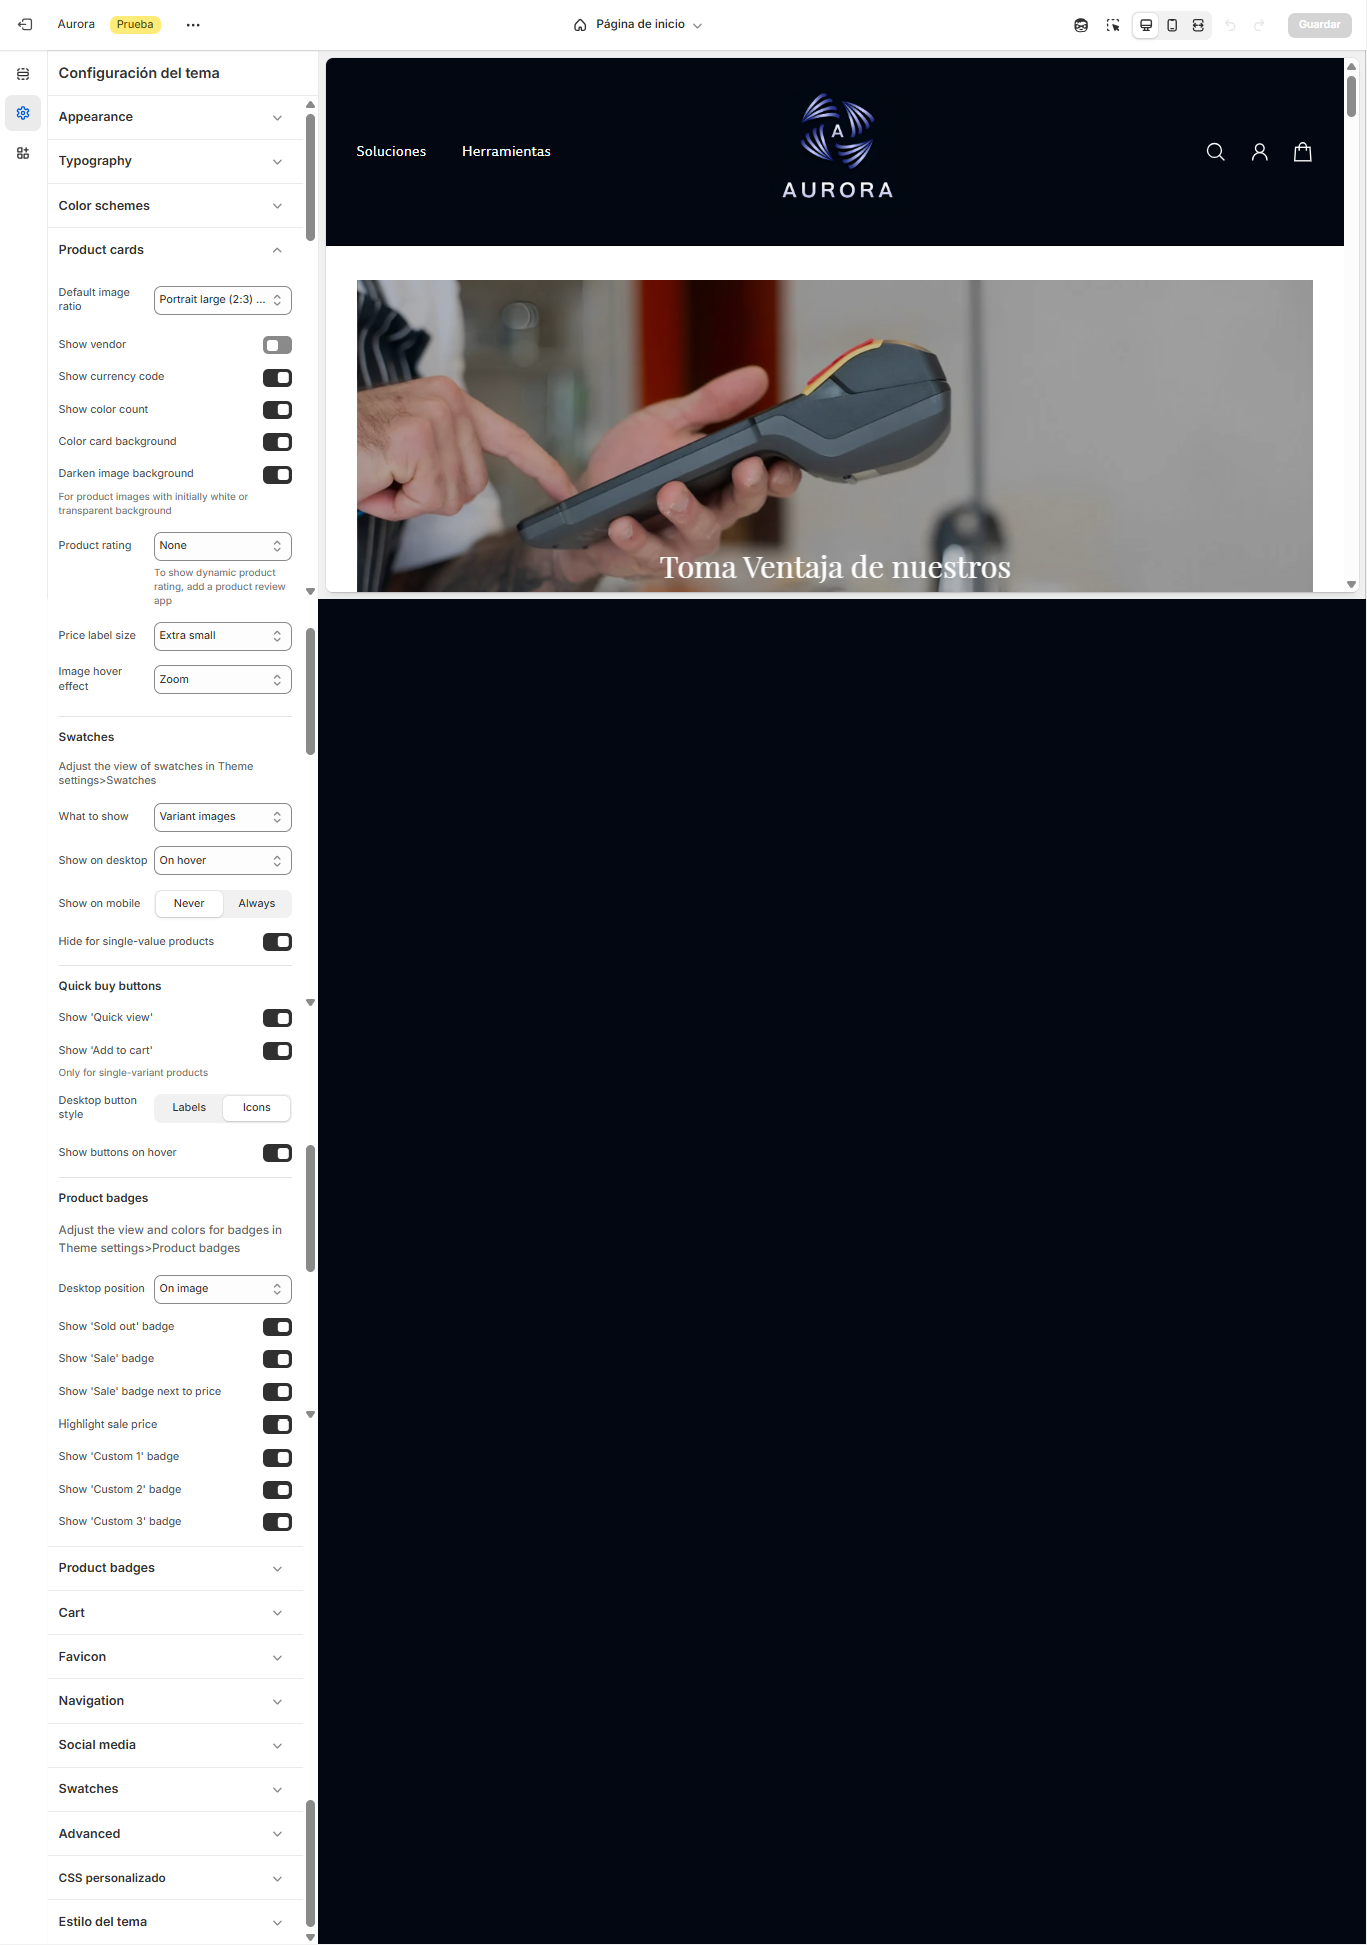 Aurora
Prueba
Página de inicio
Guardar
Configuración del tema
Appearance
Typography
Color schemes
Product cards
Default image
ratio
Portrait large (2:3) ...
Show vendor
Show currency code
Show color count
Color card background
Darken image background
For product images with initially white or
transparent background
Product rating
None
To show dynamic product
rating, add a product review
app
Price label size
Extra small
Image hover
effect
Zoom
Swatches
Adjust the view of swatches in Theme
settings>Swatches
What to show
Variant images
Show on desktop
On hover
Show on mobile
Never
Always
Hide for single-value products
Quick buy buttons
Show 'Quick view'
Show 'Add to cart'
Only for single-variant products
Desktop button
style
Labels
Icons
Show buttons on hover
Product badges
Adjust the view and colors for badges in
Theme settings>Product badges
Desktop position
On image
Show 'Sold out' badge
Show 'Sale' badge
Show 'Sale' badge next to price
Highlight sale price
Show 'Custom 1' badge
Show 'Custom 2' badge
Show 'Custom 3' badge
Product badges
Cart
Favicon
Navigation
Social media
Swatches
Advanced
CSS personalizado
Estilo del tema
Soluciones
Herramientas
A
AURORA
Toma Ventaja de nuestros